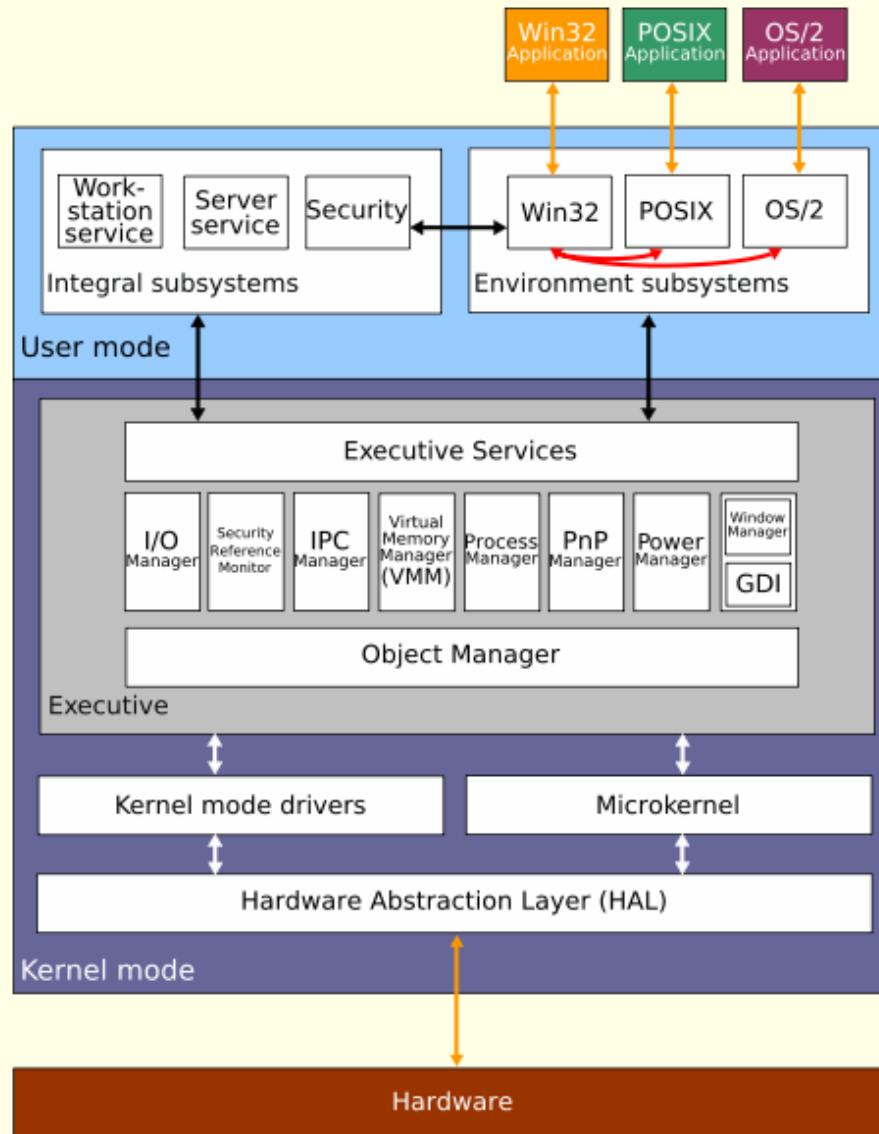 Win32
Application
POSIX
Application
OS/2
Application
Work-
station
service
Server
service
Security
Integral subsystems
Win32
POSIX
OS/2
Environment subsystems
User mode
Executive Services
I/O
Manager
Security
Reference
Monitor
IPC
Manager
Virtual
Memory
Manager
(VMM)
Process
Manager
PnP
Manager
Power
Manager
Window
Manager
GDI
Object Manager
Executive
Kernel mode drivers
Microkernel
Hardware Abstraction Layer (HAL)
Kernel mode
Hardware